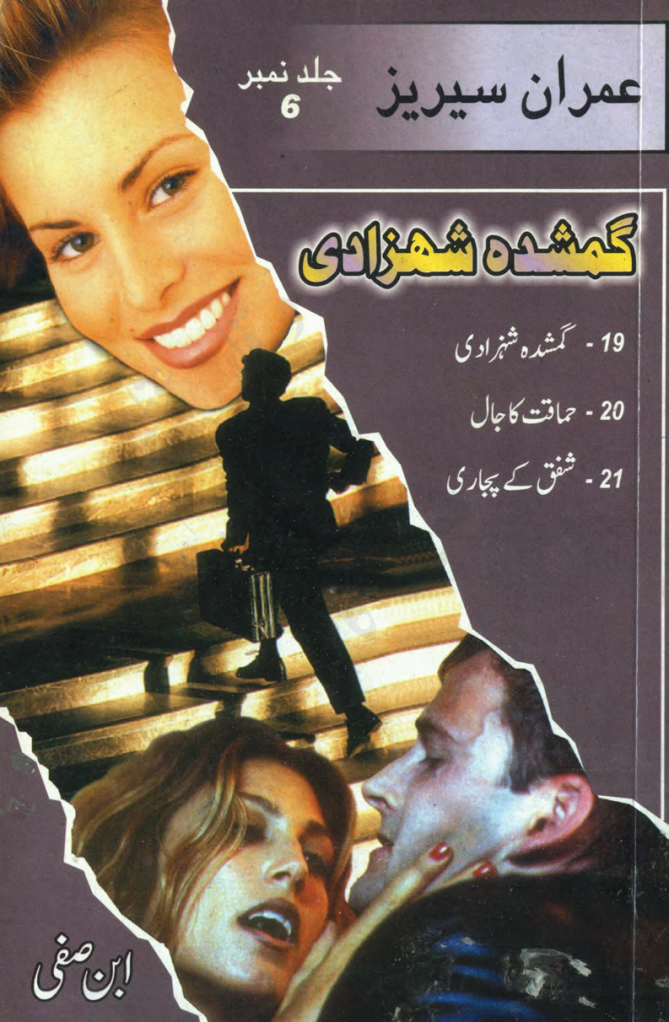 عمران سیریز
جلد نمبر
6
گمشدہ شہزادی
19 - گمشدہ شہزادی
20 - حماقت کا جال
21 - شفق کے پجاری
ابن صفی